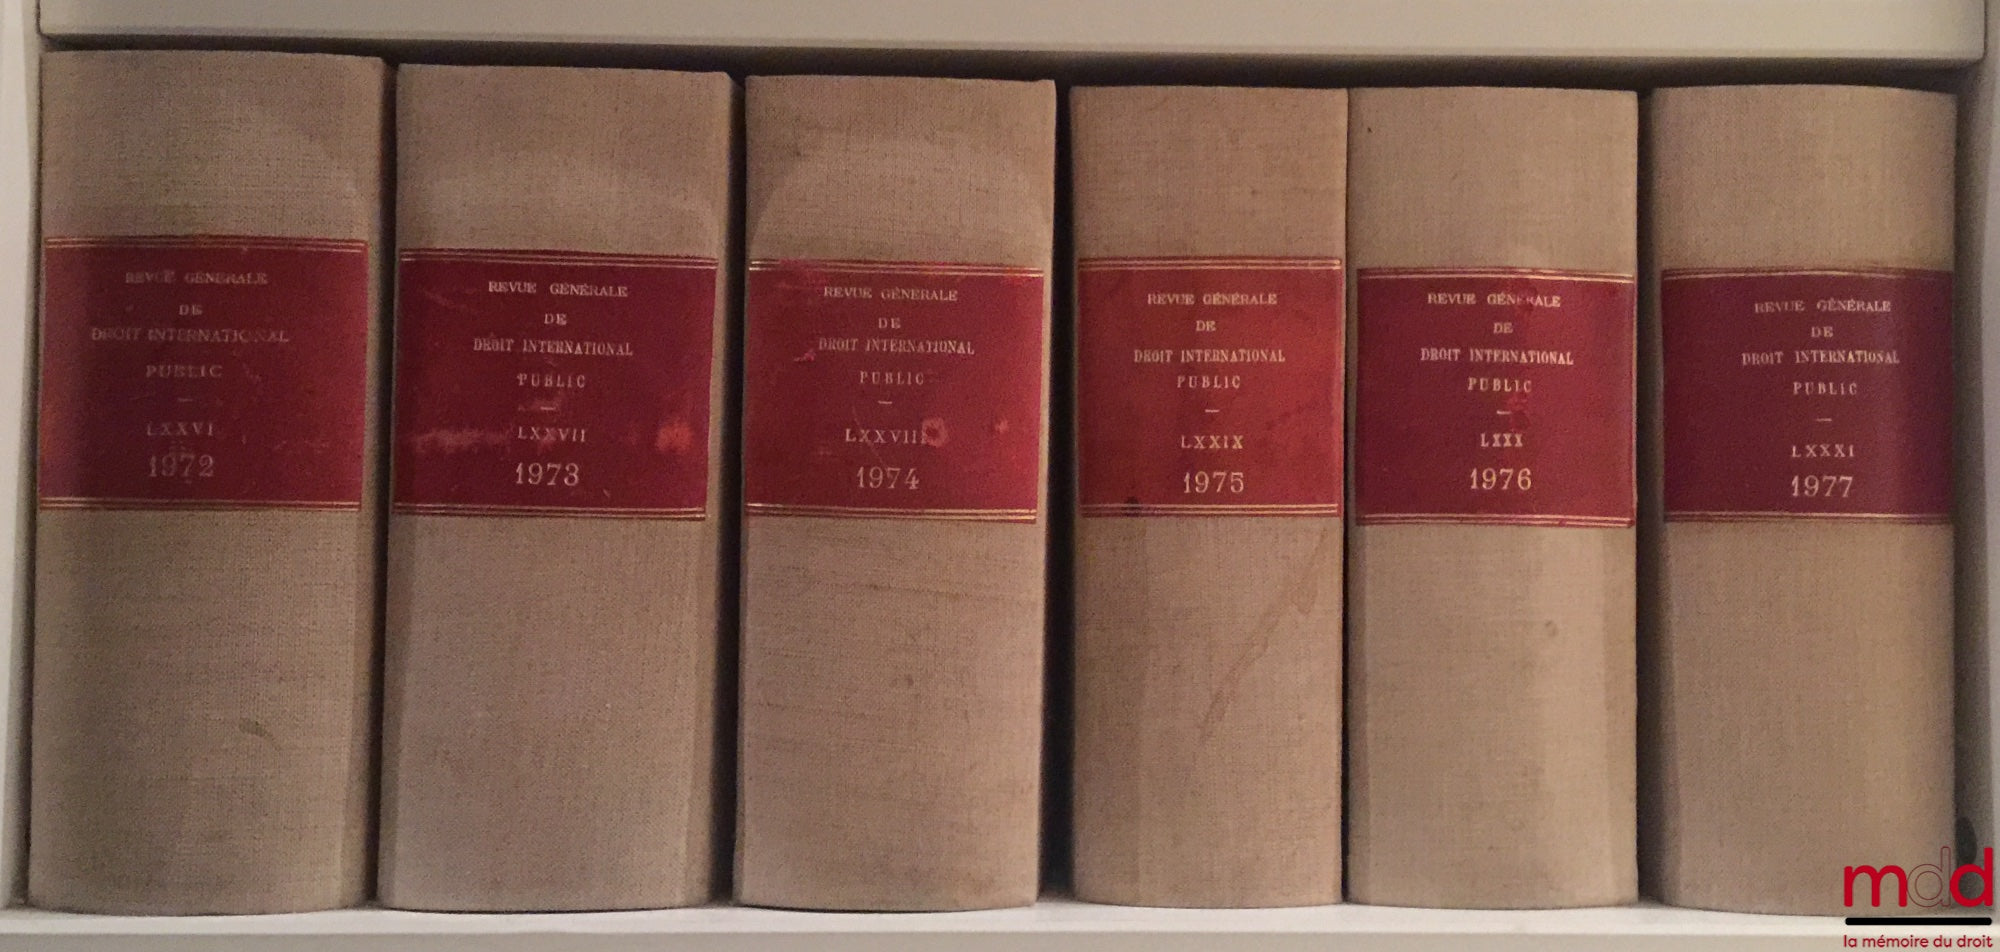 REVUE GÉNÉRALE
DE
DROIT INTERNATIONAL
PUBLIC
LXXVI
1972
REVUE GÉNÉRALE
DE
DROIT INTERNATIONAL
PUBLIC
LXXVII
1973
REVUE GÉNÉRALE
DE
DROIT INTERNATIONAL
PUBLIC
LXXVIII
1974
REVUE GÉNÉRALE
DE
DROIT INTERNATIONAL
PUBLIC
LXXIX
1975
REVUE GÉNÉRALE
DE
DROIT INTERNATIONAL
PUBLIC
LXXX
1976
REVUE GÉNÉRALE
DE
DROIT INTERNATIONAL
PUBLIC
LXXXI
1977
mdd
la mémoire du droit